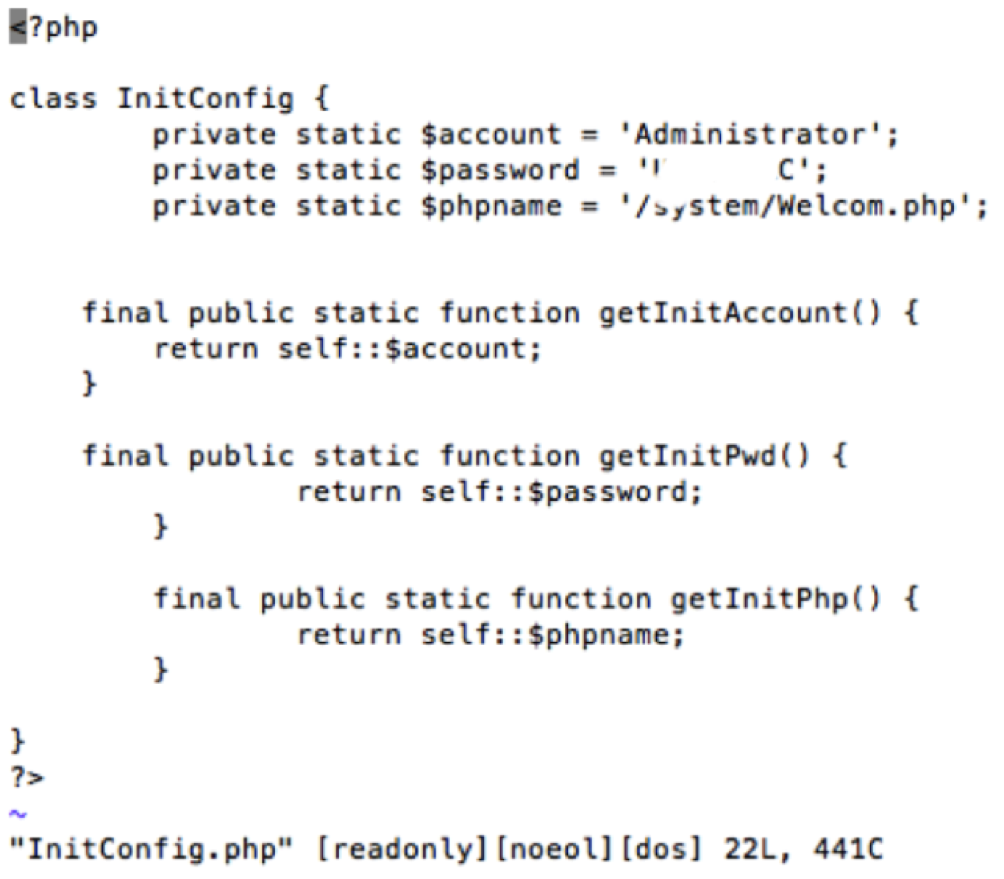 <?php
class InitConfig {
private static $account = 'Administrator';
private static $password = ' C';
private static $phpname = '/system/Welcom.php';
final public static function getInitAccount() {
return self::$account;
}
final public static function getInitPwd() {
return self::$password;
}
final public static function getInitPhp() {
return self::$phpname;
}
}
?>
~
"InitConfig.php" [readonly][noeol][dos] 22L, 441C